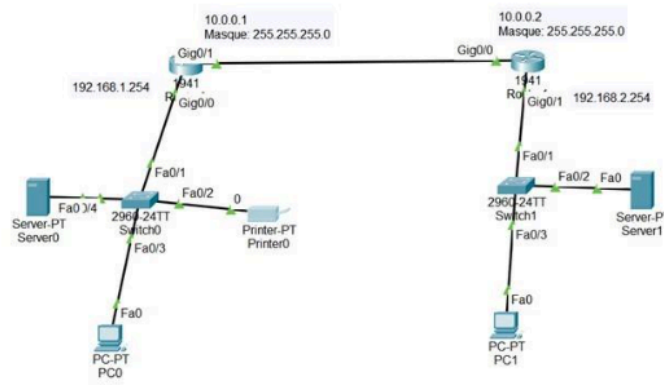 10.0.0.1
Masque: 255.255.255.0
10.0.0.2
Masque: 255.255.255.0
Gig0/1
Gig0/0
192.168.1.254
1941
Gig0/0
1941
Gig0/1
192.168.2.254
Fa0/1
Fa0/1
Fa0/2
0
Fa0/2
Fa0
Server-PT
Server0
2960-24TT
Switch0
Printer-PT
Printer0
2960-24TT
Switch1
Server-P
Server1
Fa0/3
Fa0/3
Fa0
Fa0
PC-PT
PC0
PC-PT
PC1